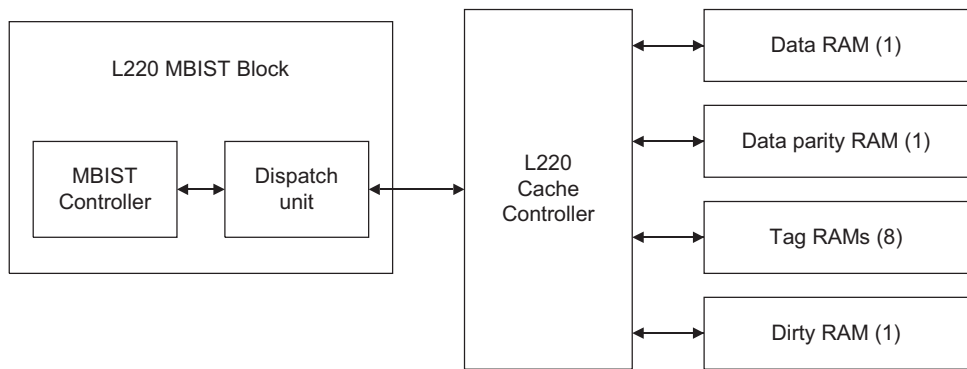 L220 MBIST Block
MBIST
Controller
Dispatch
unit
L220
Cache
Controller
Data RAM (1)
Data parity RAM (1)
Tag RAMs (8)
Dirty RAM (1)